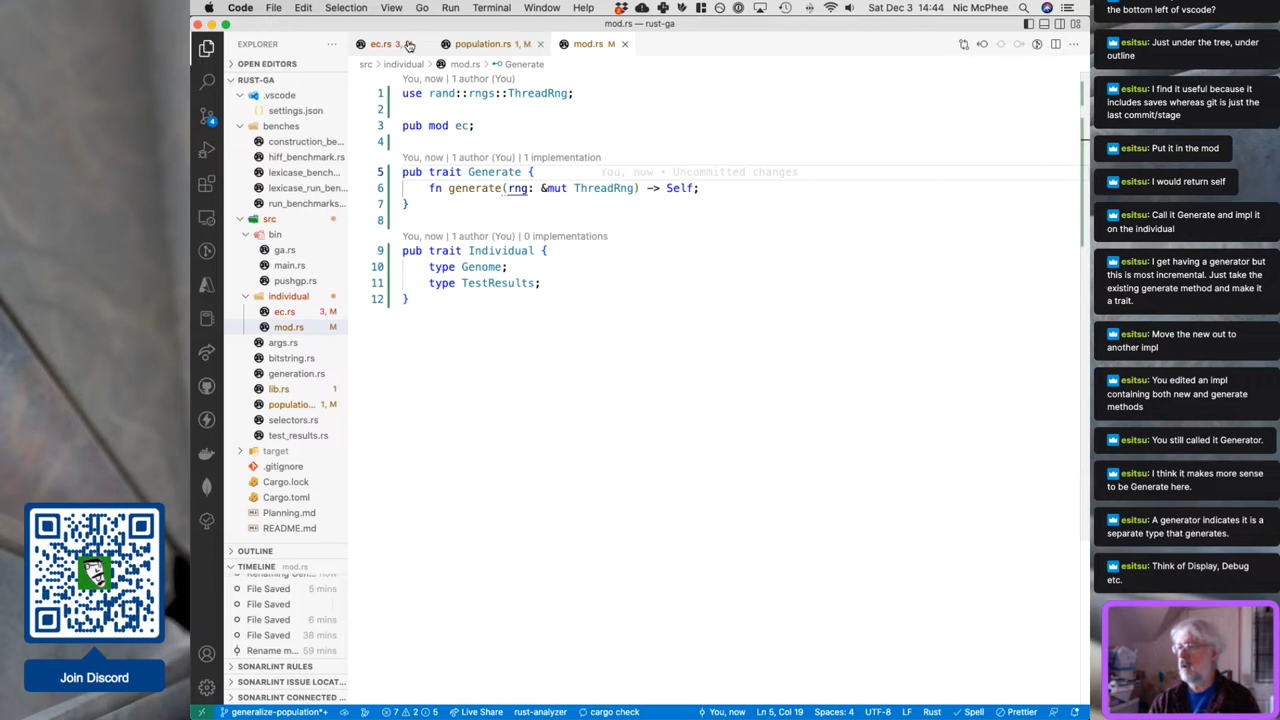 Code File Edit Selection View Go Run Terminal Window Help
Sat Dec 3 14:44 Nic McPhee
mod.rs — rust-ga
EXPLORER
OPEN EDITORS
RUST-GA
.vscode
settings.json
benches
construction_be...
hiff_benchmark.rs
lexicase_bench...
lexicase_run_ben...
run_benchmarks...
src
bin
ga.rs
main.rs
pushgp.rs
individual
ec.rs 3, M
mod.rs M
args.rs
bitstring.rs
generation.rs
lib.rs 1
populatio... 1, M
selectors.rs
test_results.rs
target
.gitignore
Cargo.lock
Cargo.toml
Planning.md
README.md
OUTLINE
TIMELINE mod.rs
File Saved 5 mins
File Saved
File Saved 6 mins
File Saved 38 mins
Rename m... 59 mins
SONARLINT RULES
SONARLINT ISSUE LOCAT...
SONARLINT CONNECTED ...
4
ec.rs 3,
population.rs 1, M
mod.rs M
src > individual > mod.rs > Generate
You, now | 1 author (You)
1 use rand::rngs::ThreadRng;
2
3 pub mod ec;
4
You, now | 1 author (You) | 1 implementation
5 pub trait Generate { You, now • Uncommitted changes
6 fn generate(rng: &mut ThreadRng) -> Self;
7 }
8
You, now | 1 author (You) | 0 implementations
9 pub trait Individual {
10 type Genome;
11 type TestResults;
12 }
generalize-population*+ 7 2 5 Live Share rust-analyzer cargo check You, now Ln 5, Col 19 Spaces: 4 UTF-8 LF Rust Spell Prettier
Join Discord
the bottom left of vscode?
esitsu: Just under the tree, under
outline
esitsu: I find it useful because it
includes saves whereas git is just the
last commit/stage
esitsu: Put it in the mod
esitsu: I would return self
esitsu: Call it Generate and impl it
on the individual
esitsu: I get having a generator but
this is most incremental. Just take the
existing generate method and make it
a trait.
esitsu: Move the new out to
another impl
esitsu: You edited an impl
containing both new and generate
methods
esitsu: You still called it Generator.
esitsu: I think it makes more sense
to be Generate here.
esitsu: A generator indicates it is a
separate type that generates.
esitsu: Think of Display, Debug
etc.